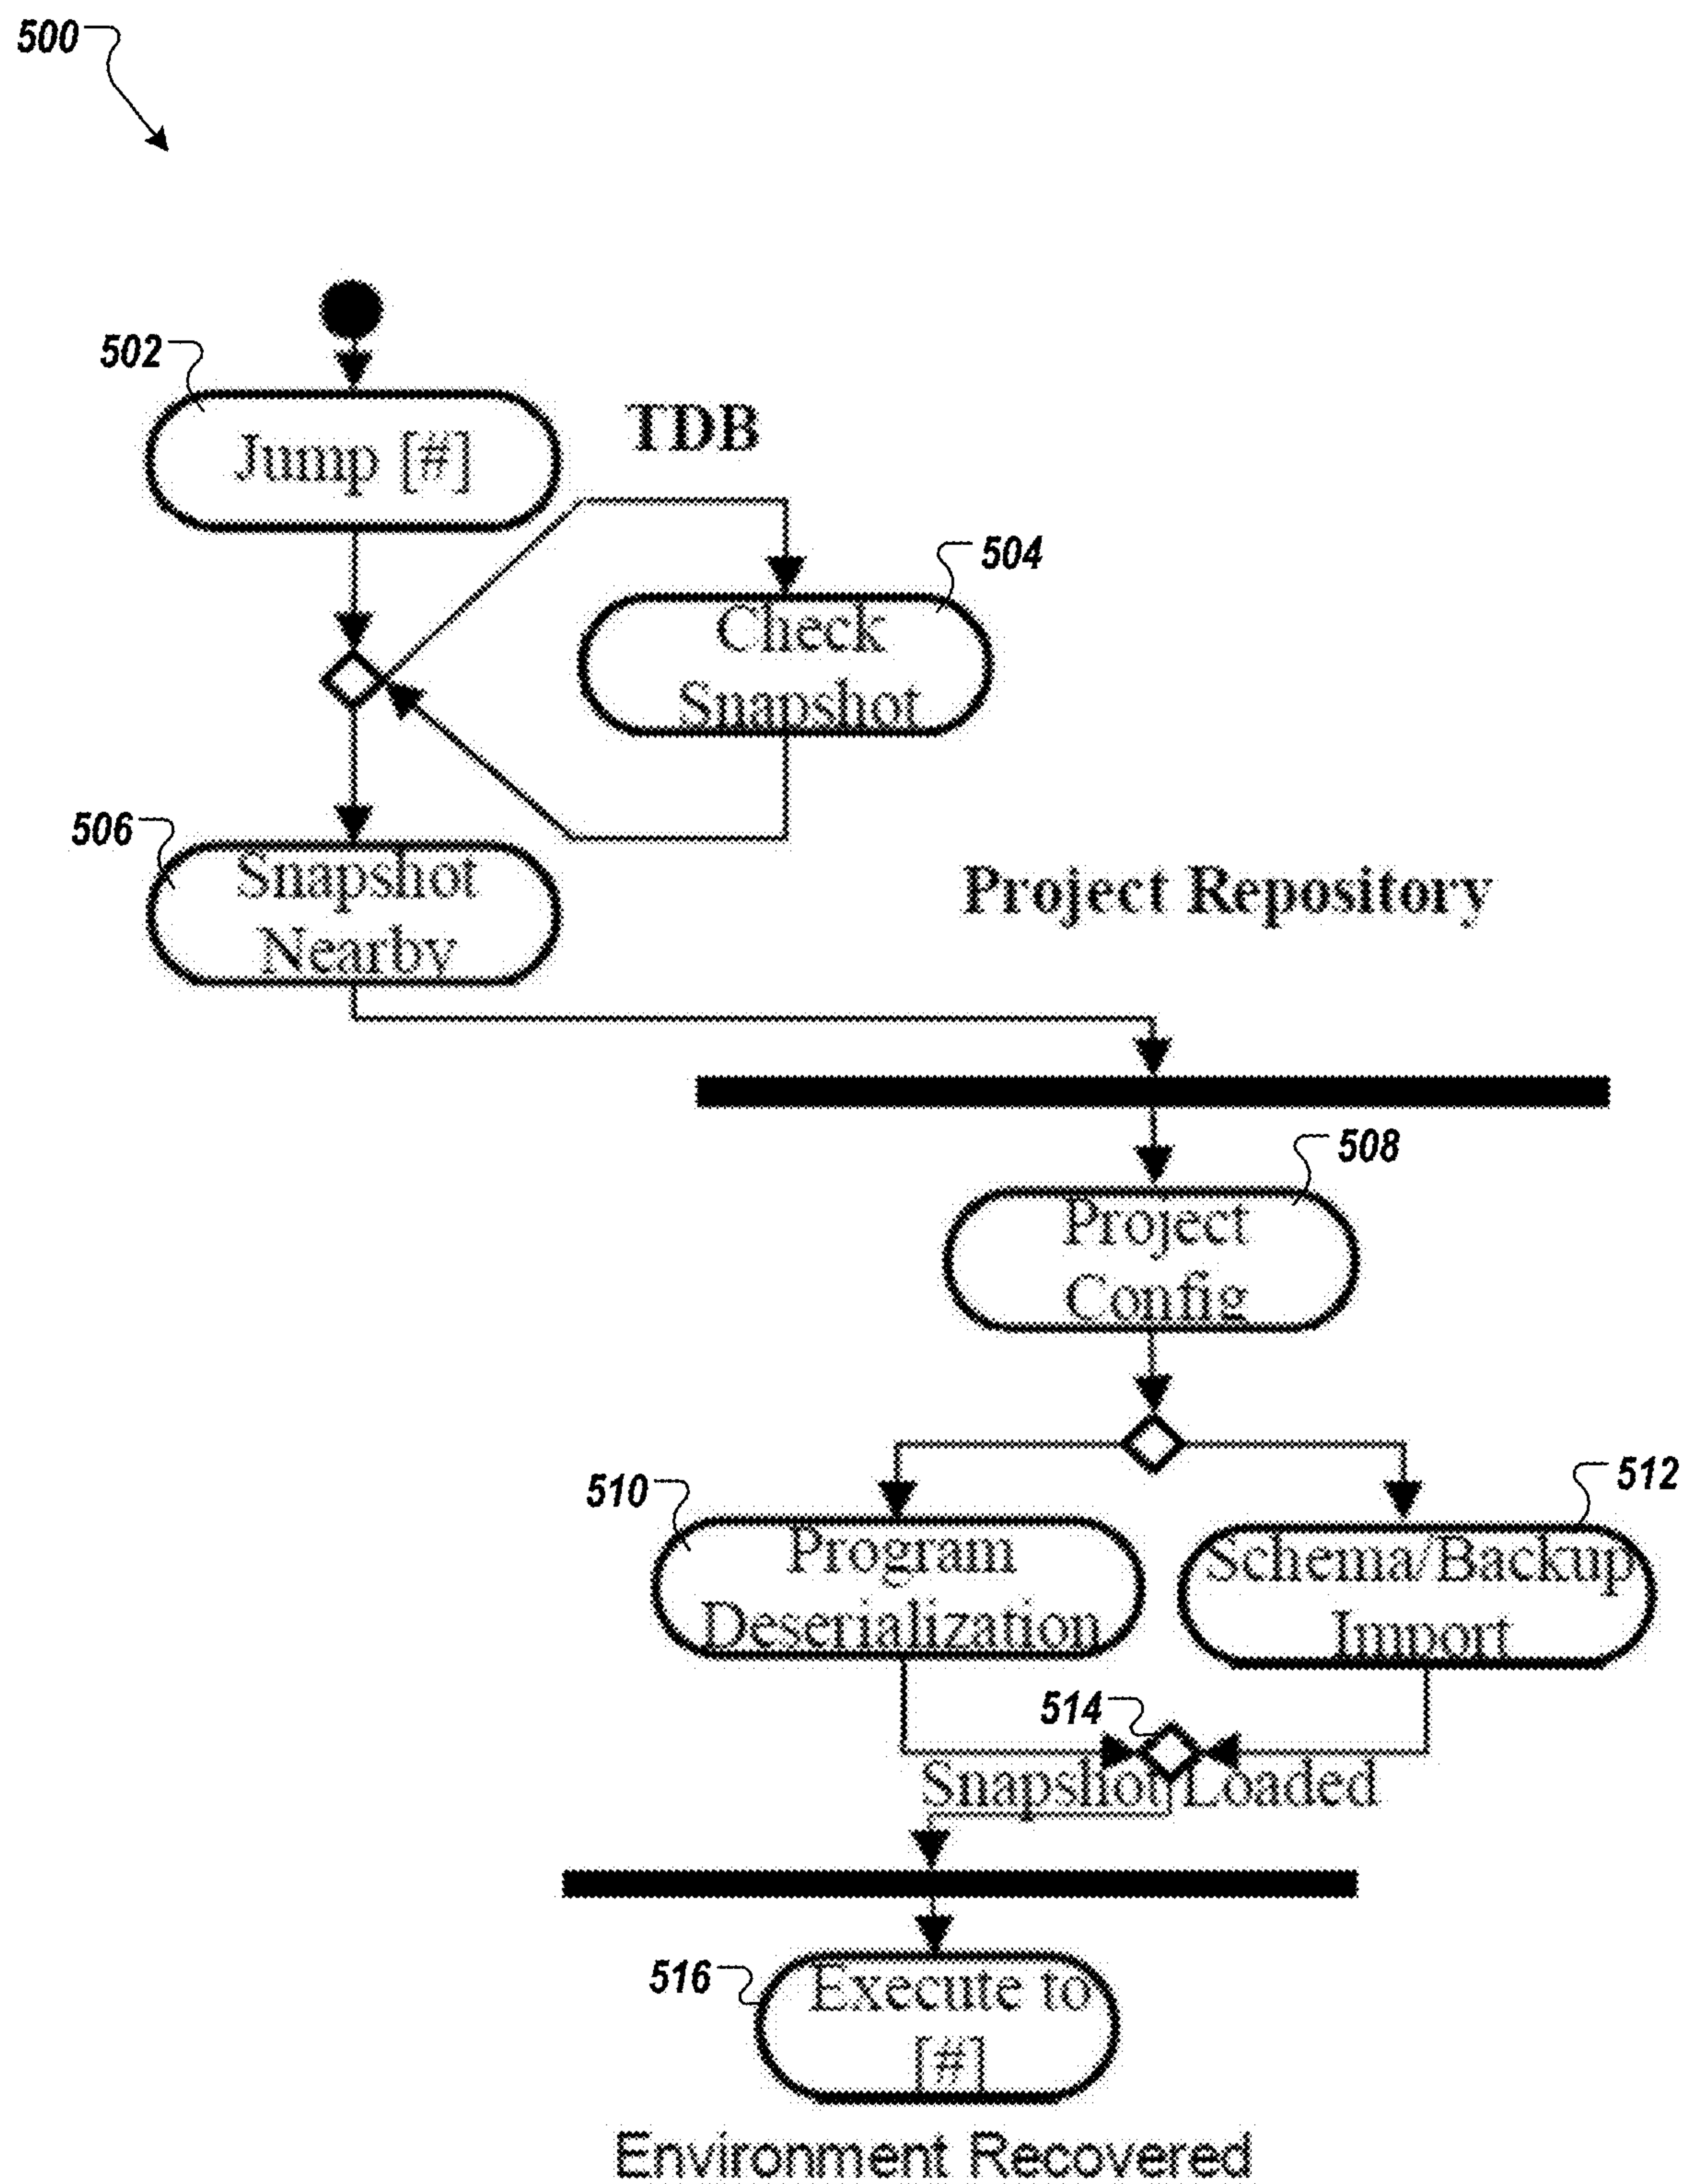 500
502
Jump [#]
TDB
504
Check
Snapshot
506
Snapshot
Nearby
Project Repository
508
Project
Config
510
Program
Deserialization
512
Schema/Backup
Import
514
Snapshot Loaded
516
Execute to
[#]
Environment Recovered